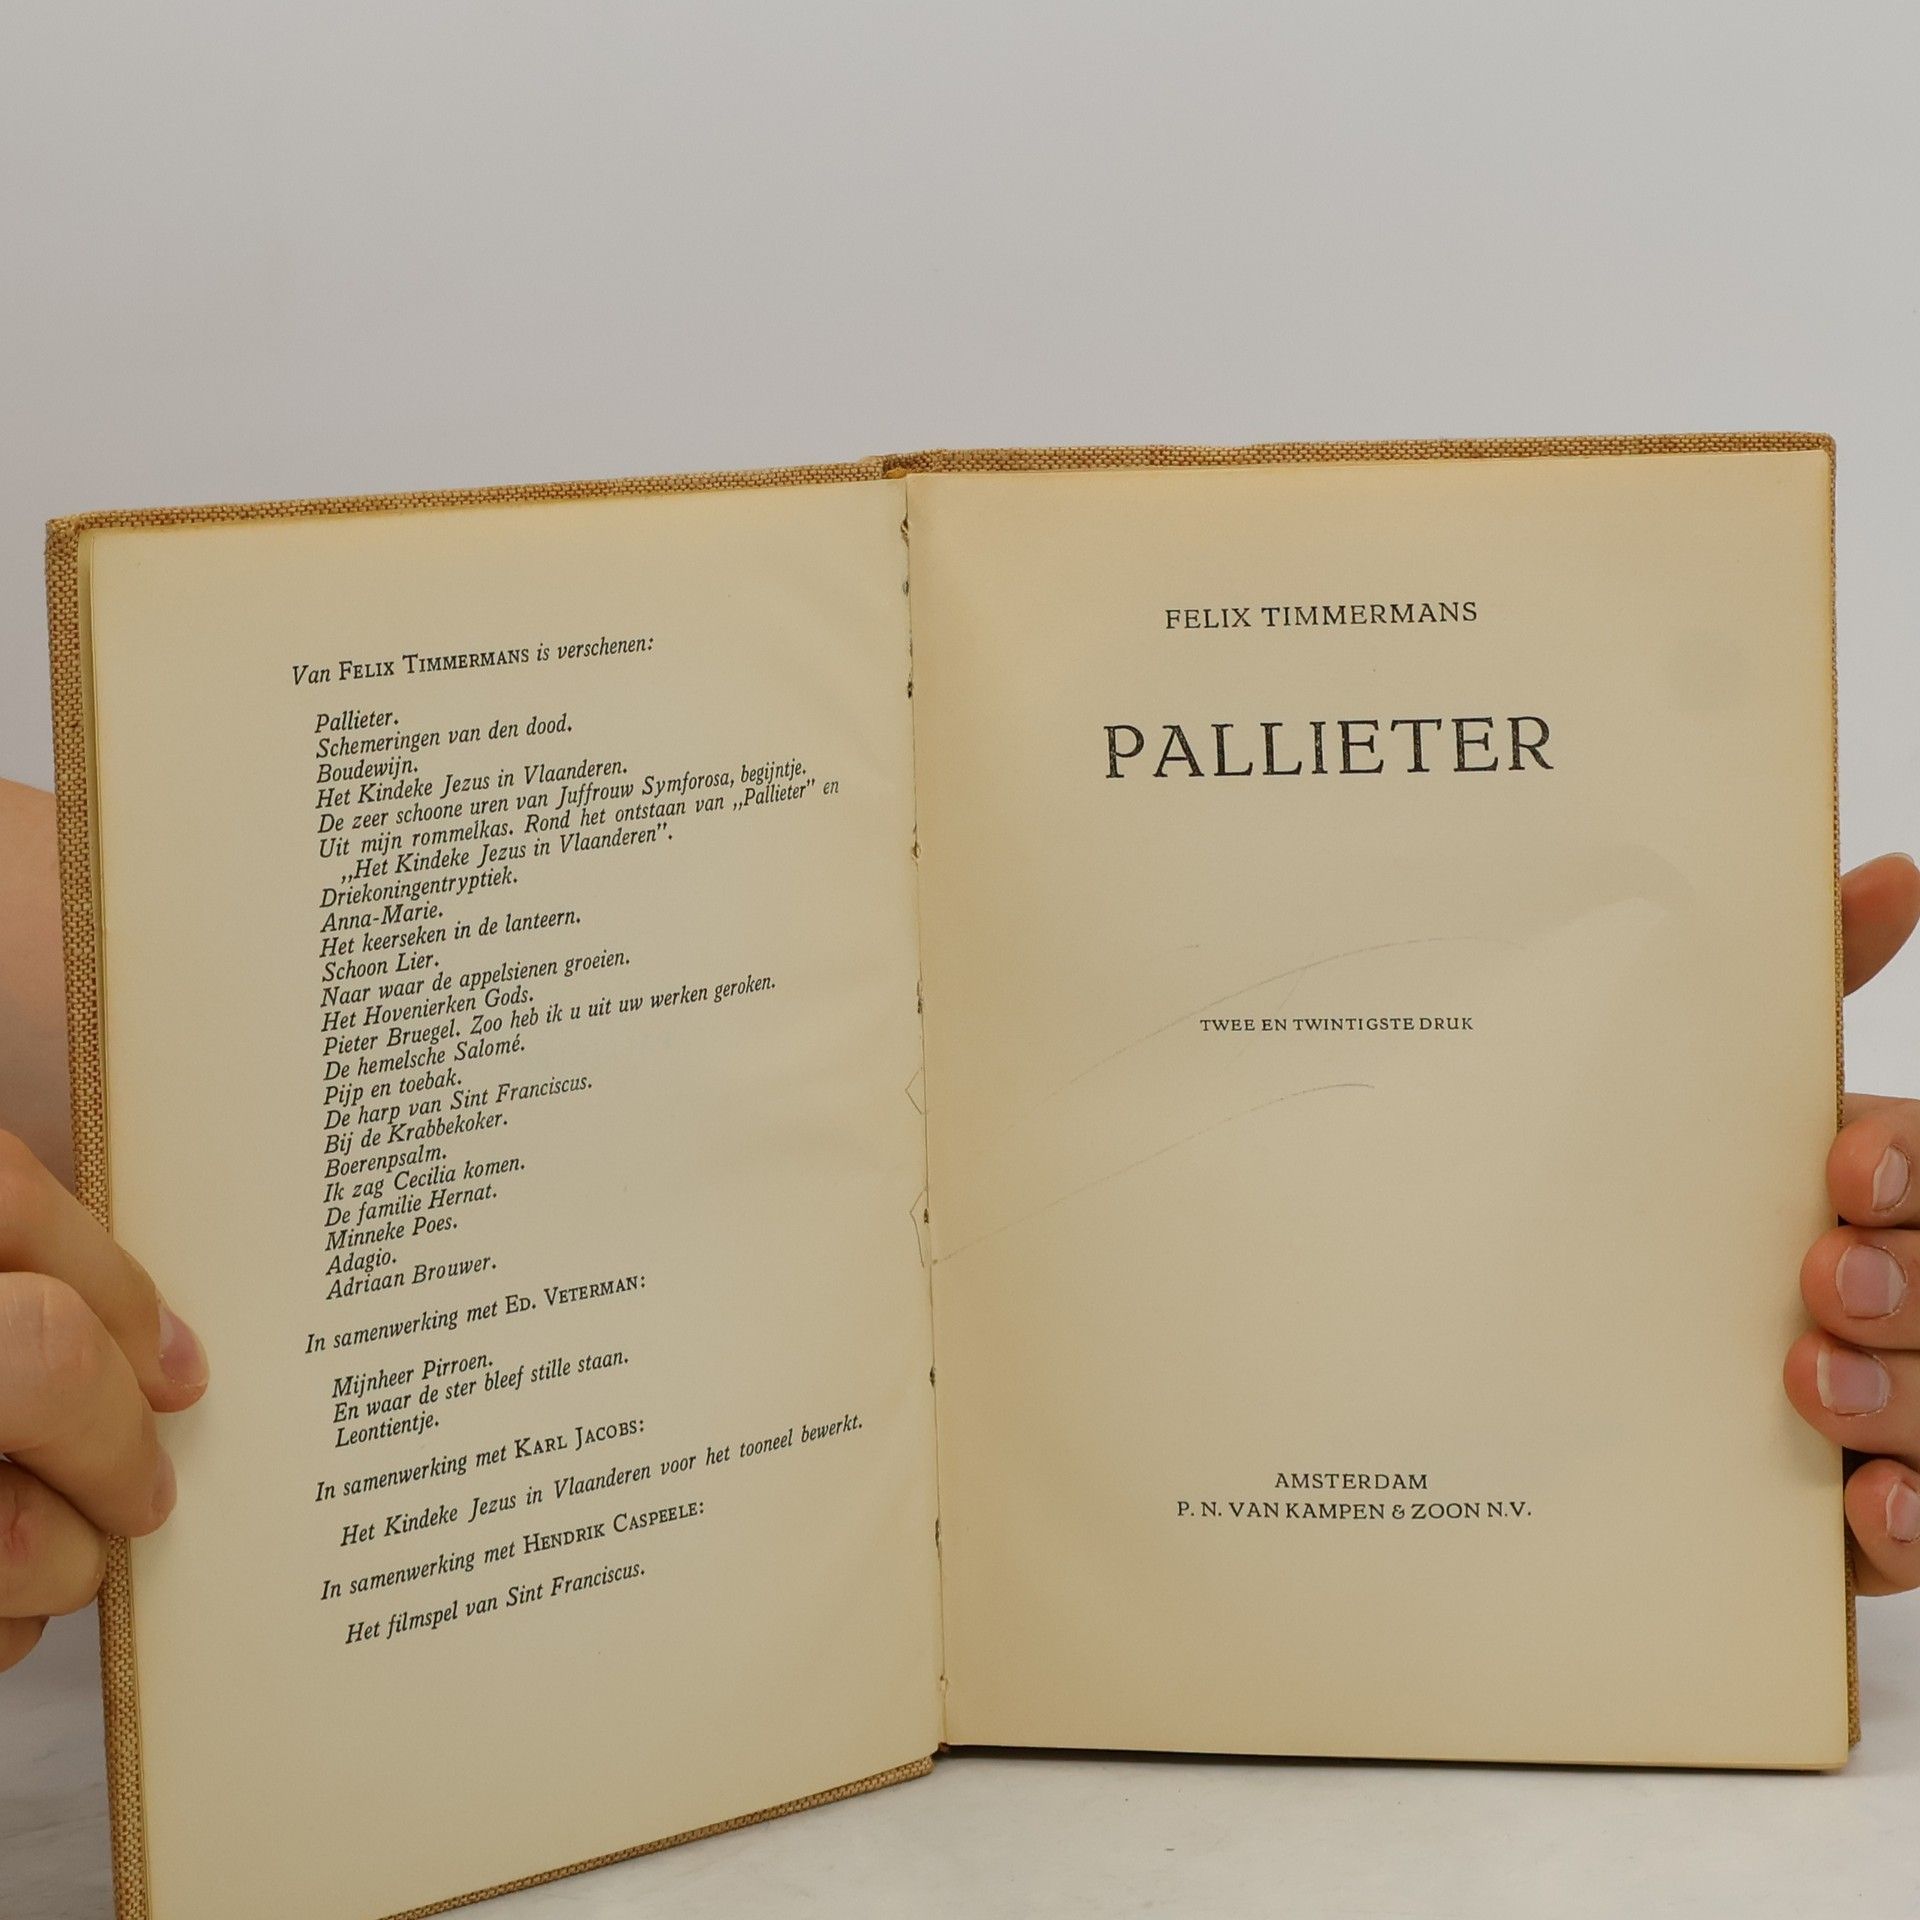 Van FELIX TIMMERMANS is verschenen:
Pallieter.
Schemeringen van den dood.
Boudewijn.
Het Kindeke Jezus in Vlaanderen.
De zeer schoone uren van Juffrouw Symforosa, begijntje.
Uit mijn rommelkas. Rond het ontstaan van „Pallieter" en
„Het Kindeke Jezus in Vlaanderen".
Driekoningentryptiek.
Anna-Marie.
Het keerseken in de lanteern.
Schoon Lier.
Naar waar de appelsienen groeien.
Het Hovenierken Gods.
Pieter Bruegel. Zoo heb ik u uit uw werken geroken.
De hemelsche Salomé.
Pijp en toebak.
De harp van Sint Franciscus.
Bij de Krabbekoker.
Boerenpsalm.
Ik zag Cecilia komen.
De familie Hernat.
Minneke Poes.
Adagio.
Adriaan Brouwer.
In samenwerking met ED. VETERMAN:
Mijnheer Pirroen.
En waar de ster bleef stille staan.
Leontientje.
In samenwerking met KARL JACOBS:
Het Kindeke Jezus in Vlaanderen voor het tooneel bewerkt.
In samenwerking met HENDRIK CASPEELE:
Het filmspel van Sint Franciscus.
FELIX TIMMERMANS
PALLIETER
TWEE EN TWINTIGSTE DRUK
AMSTERDAM
P. N. VAN KAMPEN & ZOON N.V.